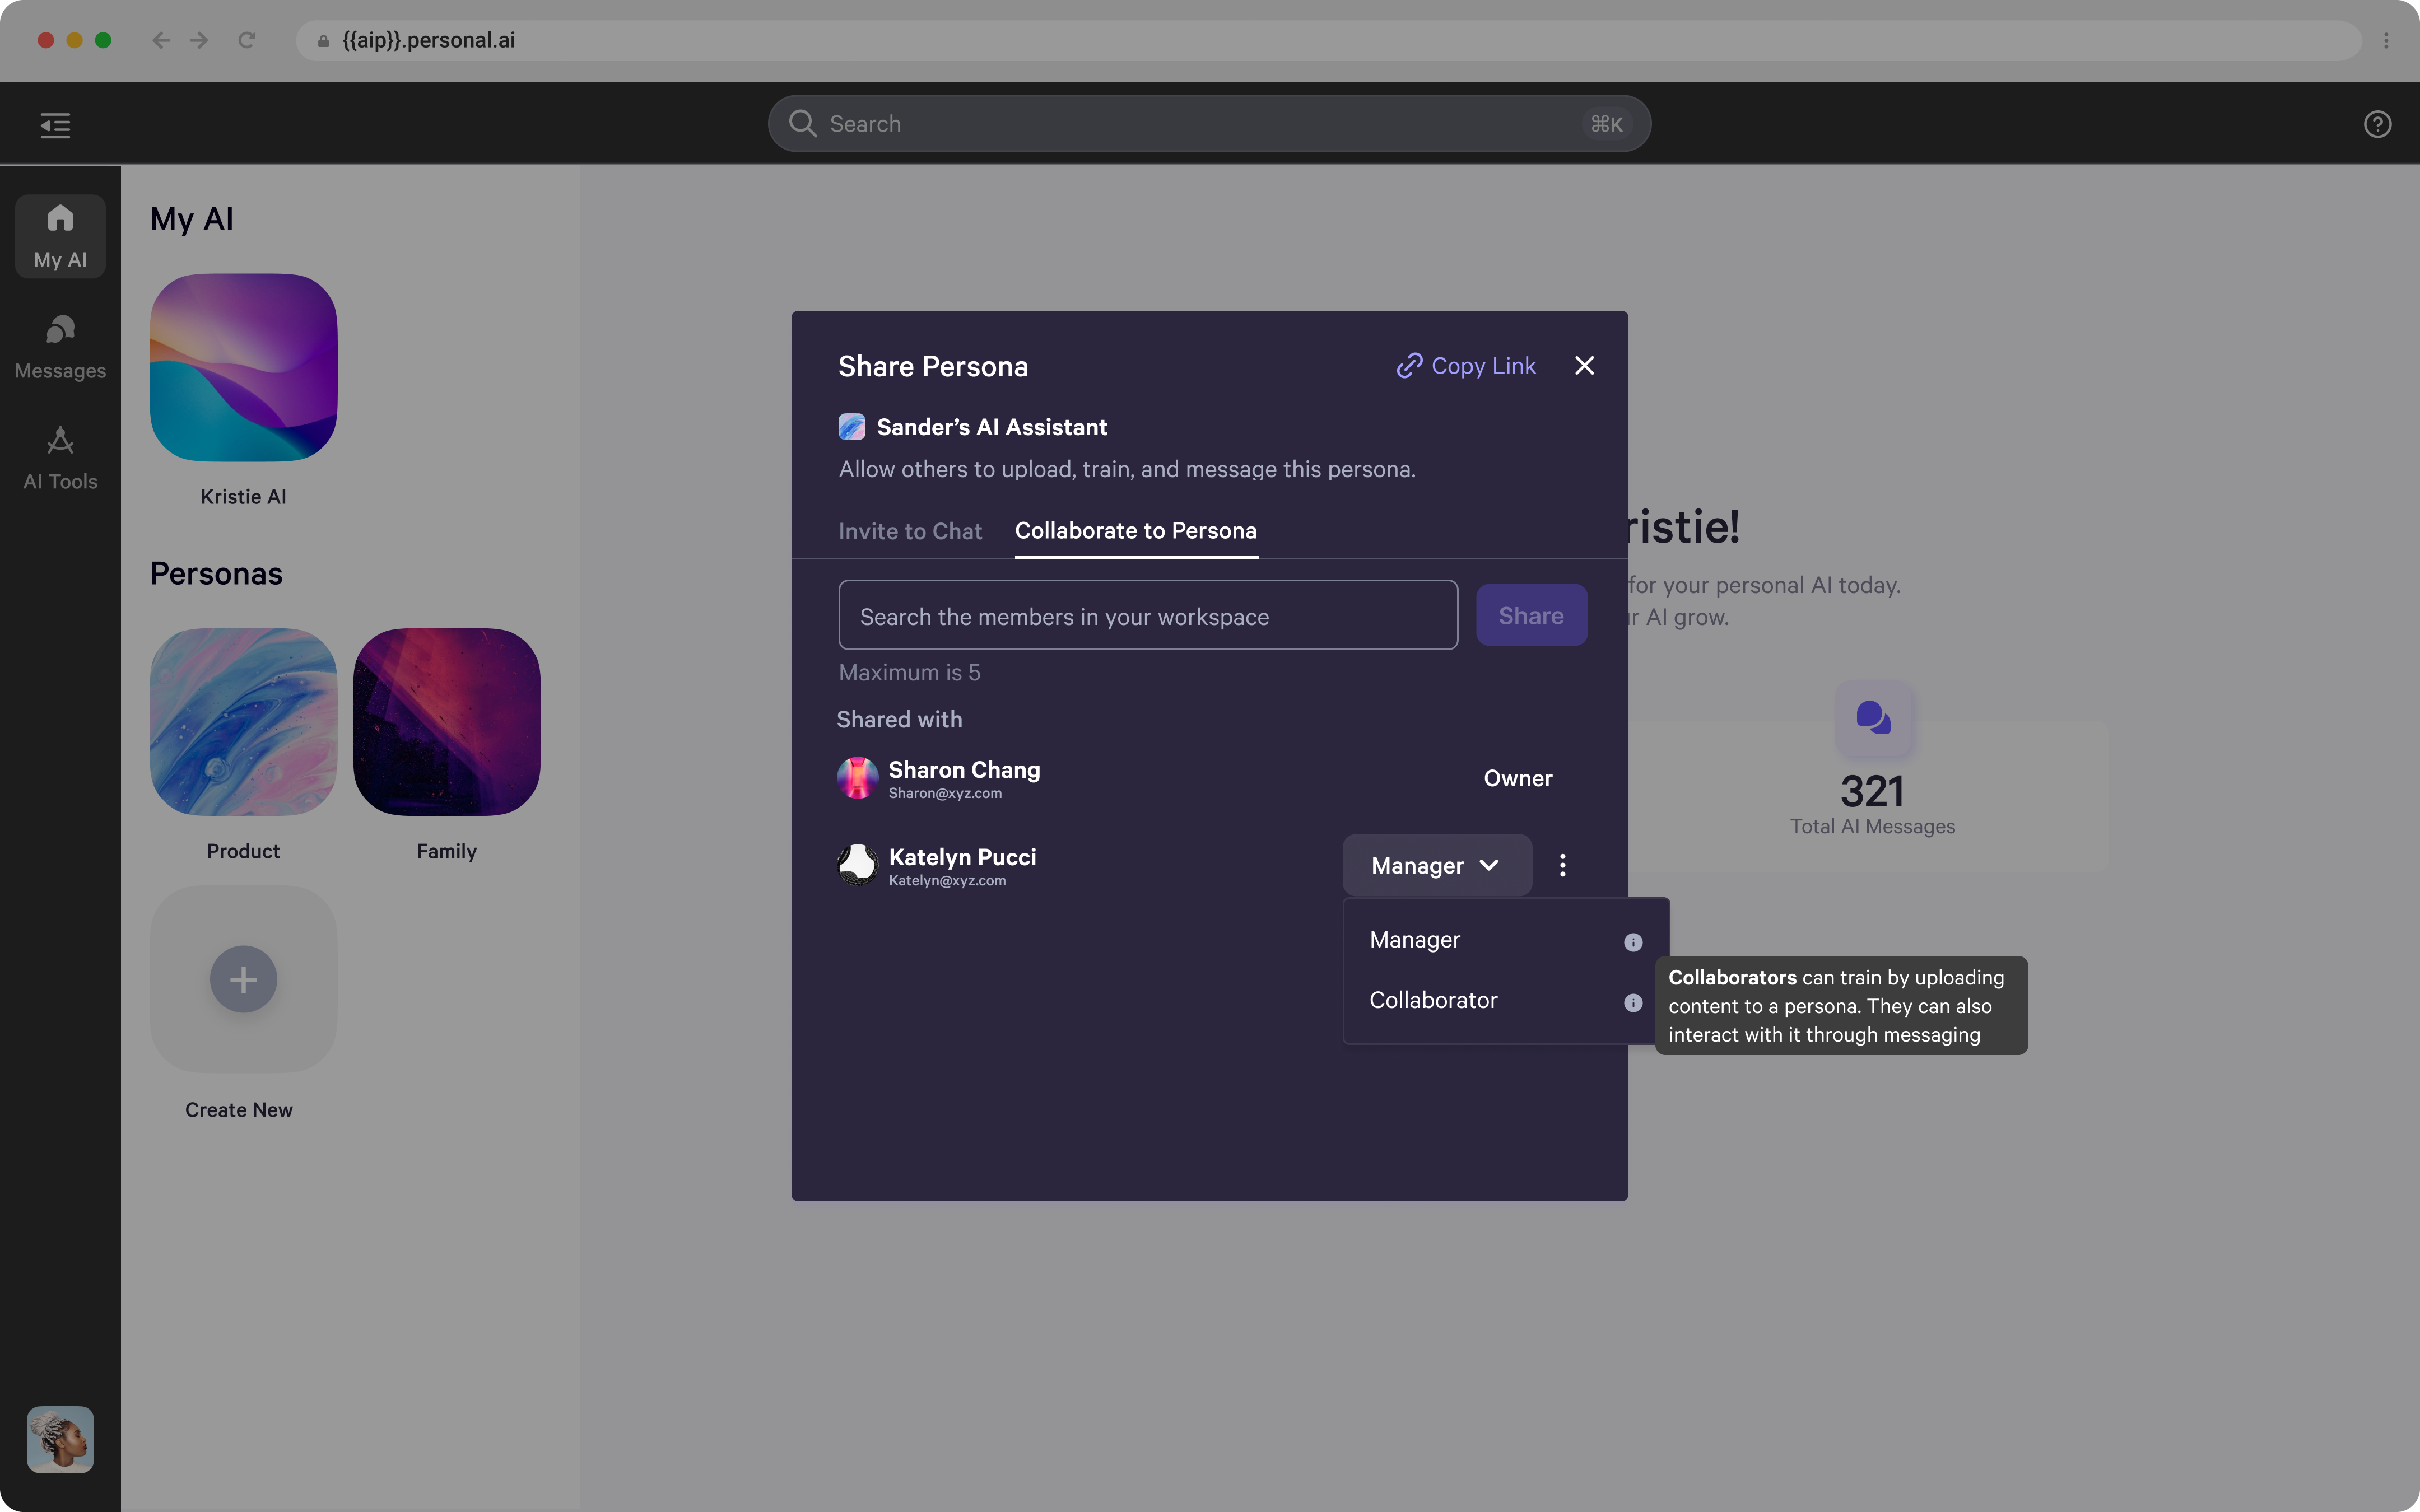 {{aip}}.personal.ai
Search
⌘K
My AI
Messages
AI Tools
My AI
Kristie AI
Personas
Product
Family
Create New
Share Persona
Copy Link
Sander’s AI Assistant
Allow others to upload, train, and message this persona.
Invite to Chat
Collaborate to Persona
Search the members in your workspace
Share
Maximum is 5
Shared with
Sharon Chang
Sharon@xyz.com
Owner
Katelyn Pucci
Katelyn@xyz.com
Manager
Manager
Collaborator
Collaborators can train by uploading
content to a persona. They can also
interact with it through messaging
ristie!
for your personal AI today.
r AI grow.
321
Total AI Messages